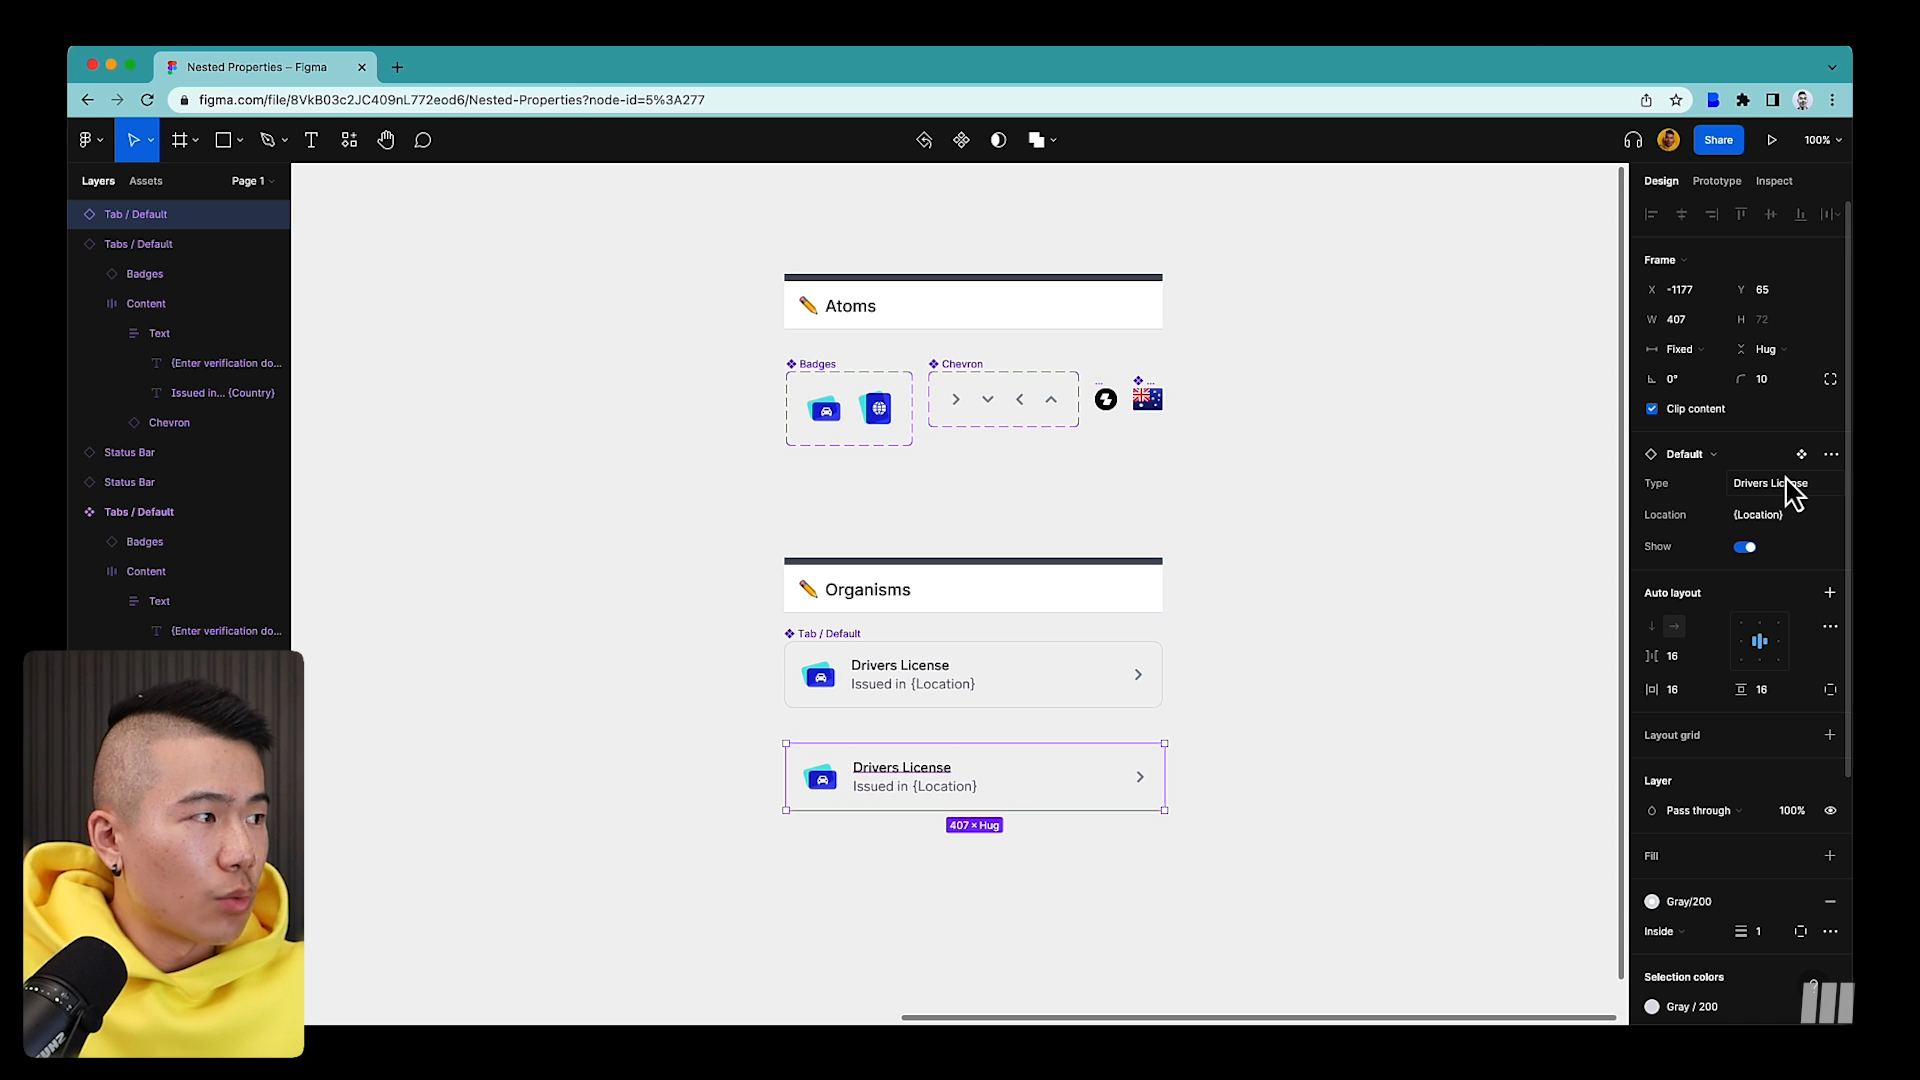 Nested Properties – Figma
figma.com/file/8VkB03c2JC409nL772eod6/Nested-Properties?node-id=5%3A277
Share
100%
Layers
Assets
Page 1
Tab / Default
Tabs / Default
Badges
Content
Text
{Enter verification do...
Issued in... {Country}
Chevron
Status Bar
Status Bar
Tabs / Default
Badges
Content
Text
{Enter verification do...
Atoms
Badges
Chevron
...
...
Organisms
Tab / Default
Drivers License
Issued in {Location}
Drivers License
Issued in {Location}
407 × Hug
Design
Prototype
Inspect
Frame
X -1177
Y 65
W 407
H 72
Fixed
Hug
0°
10
Clip content
Default
Type
Drivers License
Location
{Location}
Show
Auto layout
16
16
16
Layout grid
Layer
Pass through
100%
Fill
Gray/200
Inside
1
Selection colors
Gray / 200
?